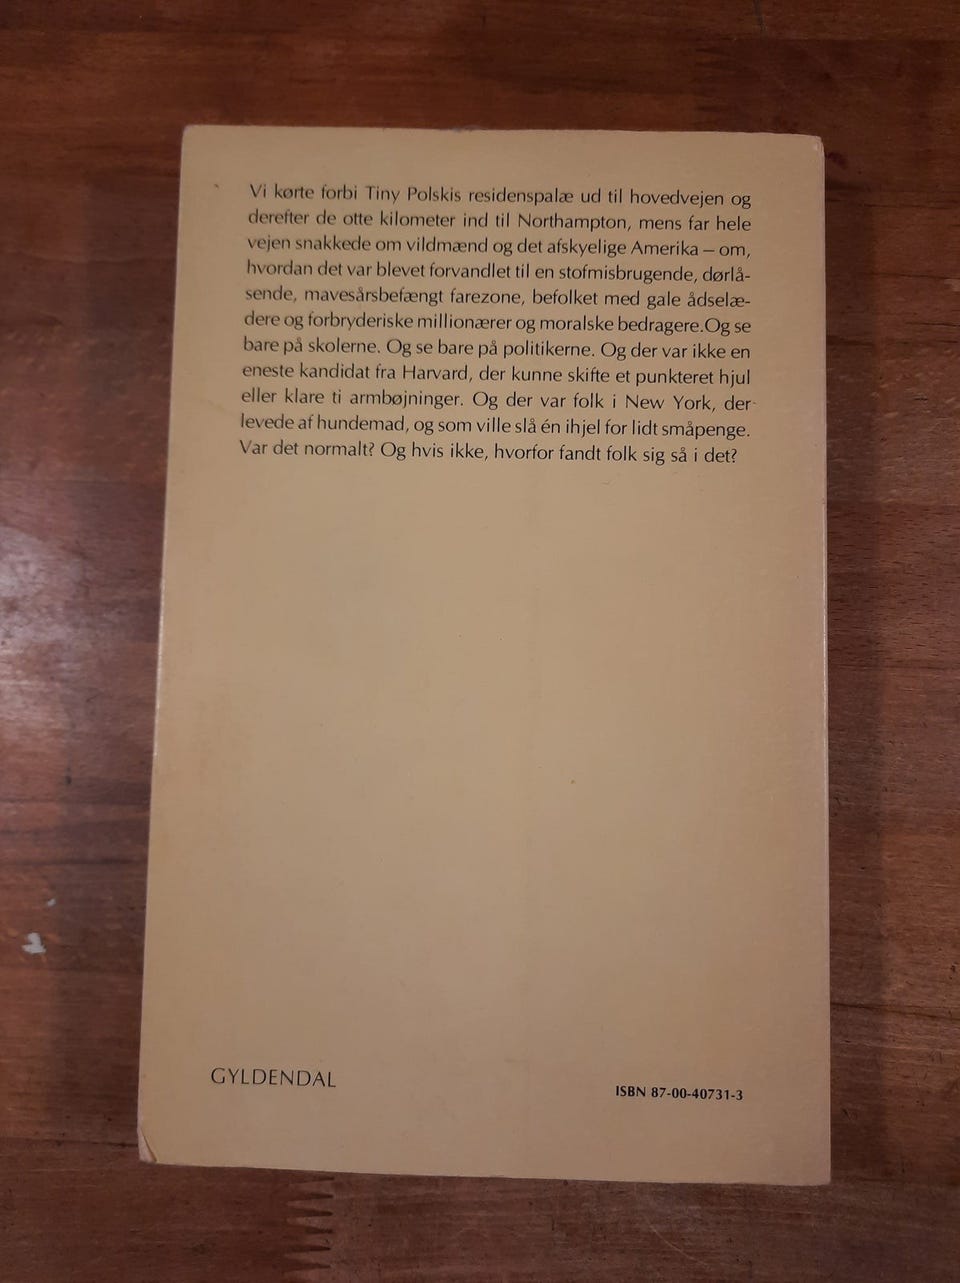 Vi kørte forbi Tiny Polskis residenspalæ ud til hovedvejen og
derefter de otte kilometer ind til Northampton, mens far hele
vejen snakkede om vildmænd og det afskyelige Amerika – om,
hvordan det var blevet forvandlet til en stofmisbrugende, dørlå-
sende, mavesårsbefængt farezone, befolket med gale ådselæ-
dere og forbryderiske millionærer og moralske bedragere.Og se
bare på skolerne. Og se bare på politikerne. Og der var ikke en
eneste kandidat fra Harvard, der kunne skifte et punkteret hjul
eller klare ti armbøjninger. Og der var folk i New York, der
levede af hundemad, og som ville slå én ihjel for lidt småpenge.
Var det normalt? Og hvis ikke, hvorfor fandt folk sig så i det?
GYLDENDAL
ISBN 87-00-40731-3